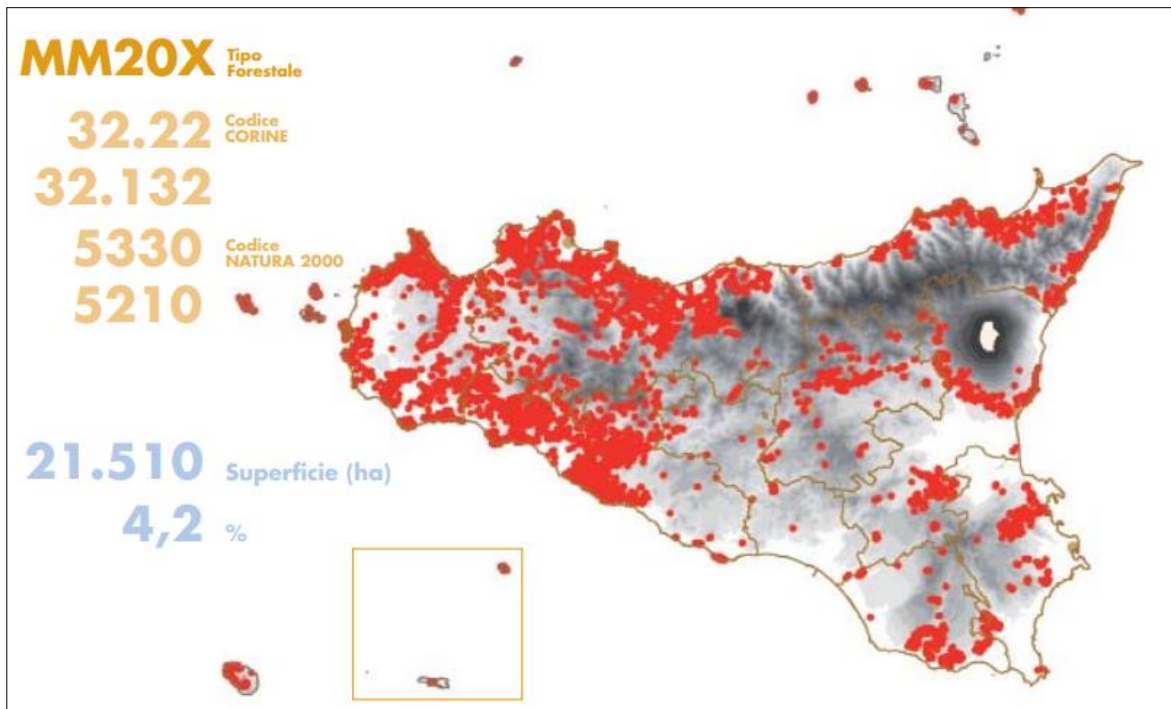 MM20X Tipo Forestale
32.22 Codice CORINE
32.132
5330 Codice NATURA 2000
5210
21.510 Superficie (ha)
4,2 %